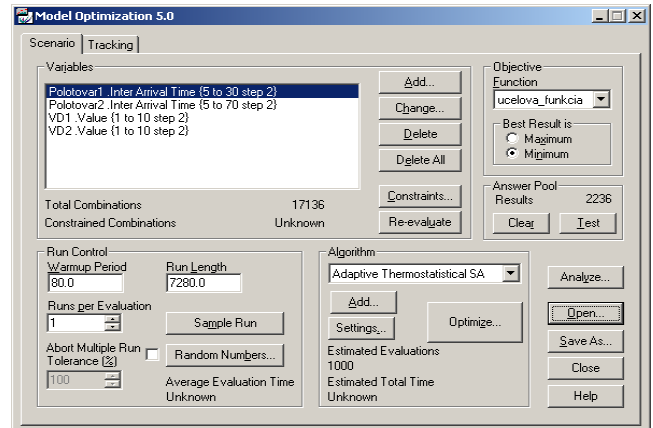 Model Optimization 5.0
Scenario
Tracking
Variables
Polotovar1 .Inter Arrival Time {5 to 30 step 2}
Polotovar2 .Inter Arrival Time {5 to 70 step 2}
VD1 .Value {1 to 10 step 2}
VD2 .Value {1 to 10 step 2}
Total Combinations 17136
Constrained Combinations Unknown
Add...
Change...
Delete
Delete All
Constraints...
Re-evaluate
Objective
Function
ucelova_funkcia
Best Result is
Maximum
Minimum
Answer Pool
Results 2236
Clear
Test
Run Control
Warmup Period
Run Length
80.0
7280.0
Runs per Evaluation
1
Sample Run
Abort Multiple Run
Tolerance (%)
100
Random Numbers...
Average Evaluation Time
Unknown
Algorithm
Adaptive Thermostatistical SA
Add...
Settings...
Optimize...
Estimated Evaluations
1000
Estimated Total Time
Unknown
Analyze...
Open...
Save As...
Close
Help